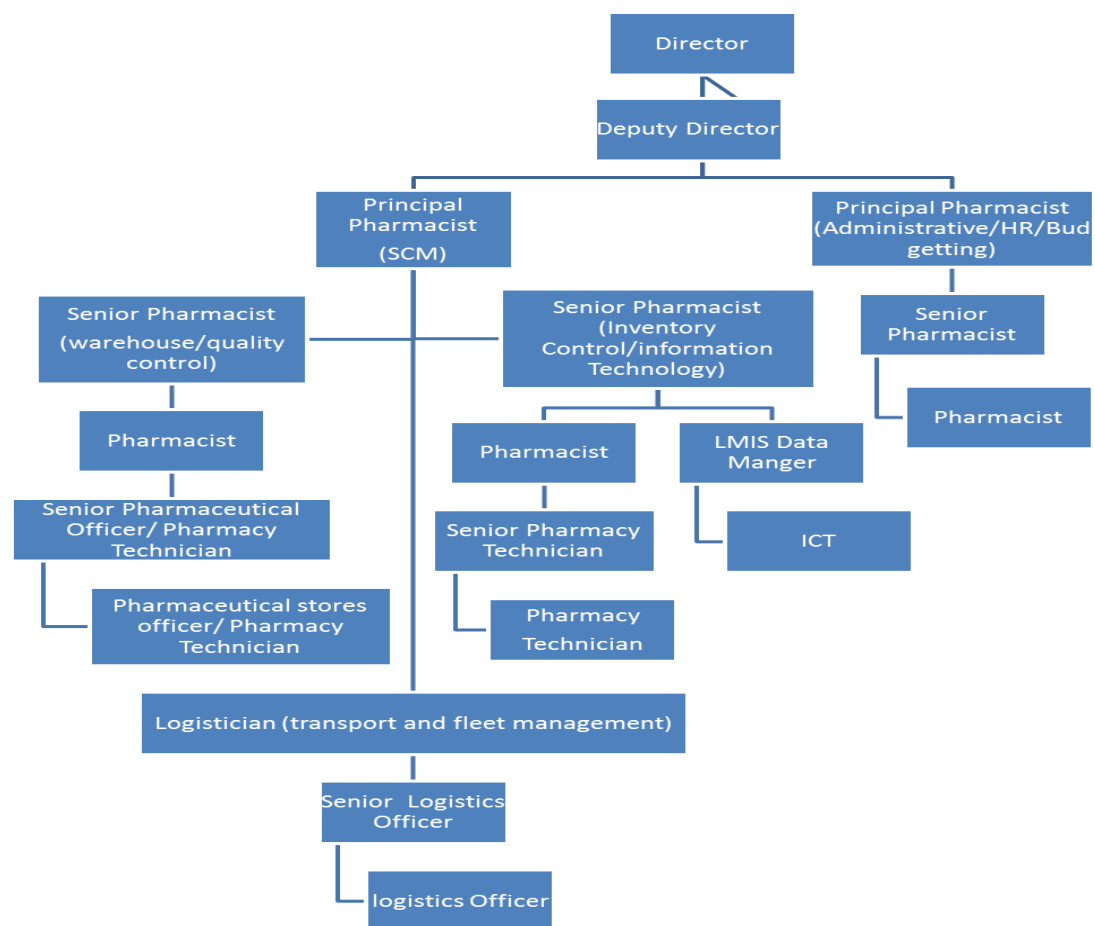 Director
Deputy Director
Principal
Pharmacist
(SCM)
Principal Pharmacist
(Administrative/HR/Bud
getting)
Senior Pharmacist
(warehouse/quality
control)
Senior Pharmacist
(Inventory
Control/information
Technology)
Senior
Pharmacist
Pharmacist
Pharmacist
Pharmacist
LMIS Data
Manger
Senior Pharmaceutical
Officer/ Pharmacy
Technician
Senior Pharmacy
Technician
ICT
Pharmaceutical stores
officer/ Pharmacy
Technician
Pharmacy
Technician
Logistician (transport and fleet management)
Senior Logistics
Officer
logistics Officer